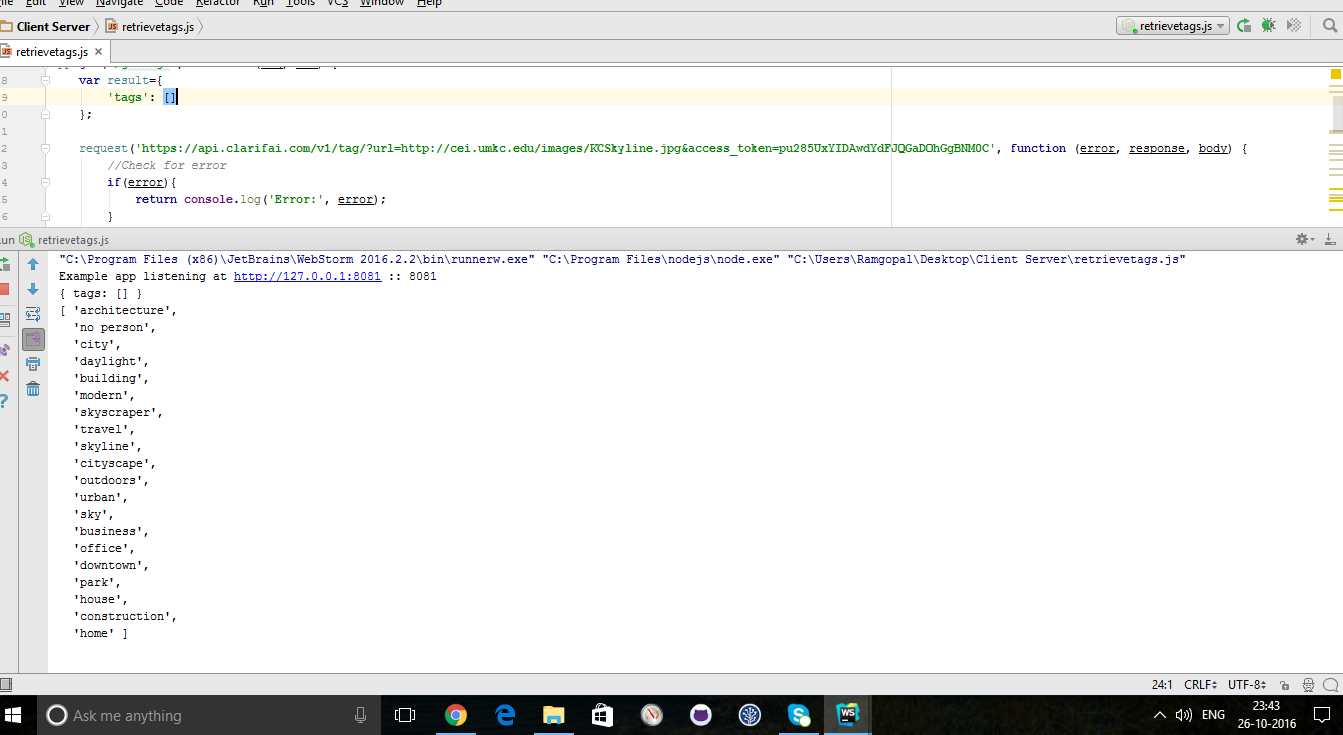 Edit View Navigate Code Refactor Run Tools VCS Window Help
Client Server retrievetags.js retrievetags.js
retrievetags.js
8 var result={
9 'tags': []
0 };
1
2 request('https://api.clarifai.com/v1/tag/?url=http://cei.umkc.edu/images/KCSkyline.jpg&access_token=pu285UxYIDAwdYdFJQGaDOhGgBNM0C', function (error, response, body) {
3 //Check for error
4 if(error){
5 return console.log('Error:', error);
6 }
un retrievetags.js
"C:\Program Files (x86)\JetBrains\WebStorm 2016.2.2\bin\runnerw.exe" "C:\Program Files\nodejs\node.exe" "C:\Users\Ramgopal\Desktop\Client Server\retrievetags.js"
Example app listening at http://127.0.0.1:8081 :: 8081
{ tags: [] }
[ 'architecture',
'no person',
'city',
'daylight',
'building',
'modern',
'skyscraper',
'travel',
'skyline',
'cityscape',
'outdoors',
'urban',
'sky',
'business',
'office',
'downtown',
'park',
'house',
'construction',
'home' ]
24:1 CRLF UTF-8
Ask me anything
WS
ENG
23:43
26-10-2016